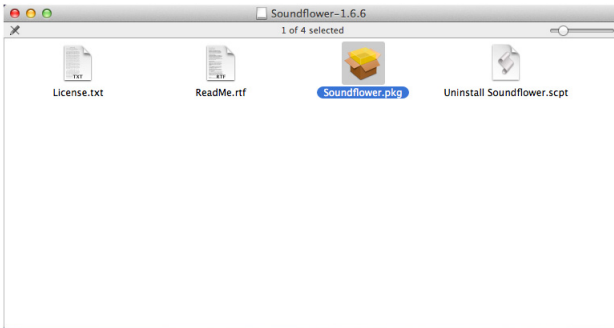 Soundflower-1.6.6
1 of 4 selected
TXT
RTF
License.txt
ReadMe.rtf
Soundflower.pkg
Uninstall Soundflower.scpt